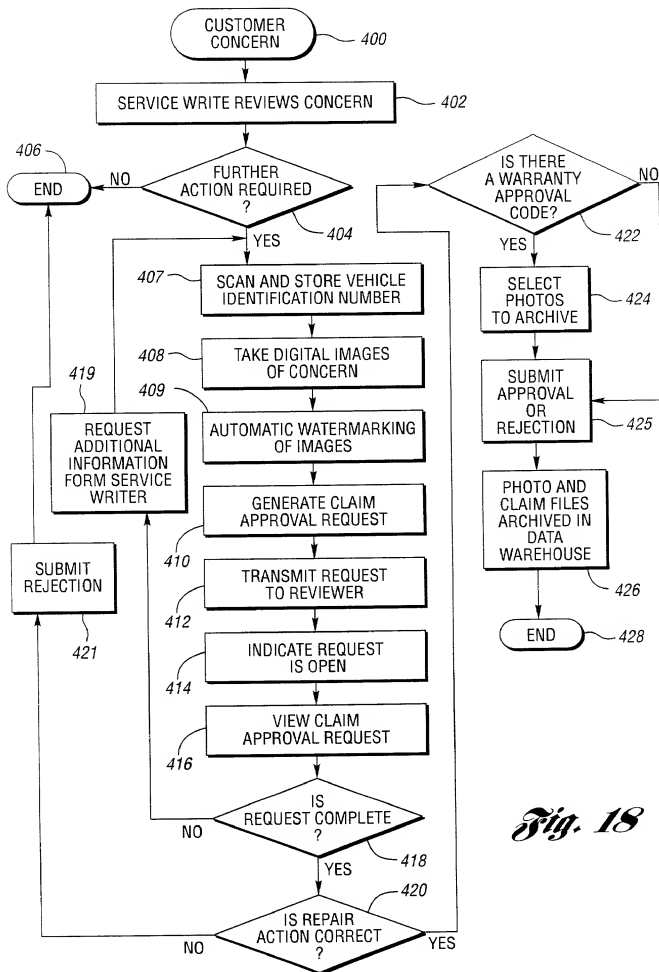 CUSTOMER
CONCERN
400
SERVICE WRITE REVIEWS CONCERN
402
406
END
NO
FURTHER
ACTION REQUIRED
?
404
YES
407
SCAN AND STORE VEHICLE
IDENTIFICATION NUMBER
408
TAKE DIGITAL IMAGES
OF CONCERN
409
AUTOMATIC WATERMARKING
OF IMAGES
419
REQUEST
ADDITIONAL
INFORMATION
FORM SERVICE
WRITER
GENERATE CLAIM
APPROVAL REQUEST
410
TRANSMIT REQUEST
TO REVIEWER
412
SUBMIT
REJECTION
421
INDICATE REQUEST
IS OPEN
414
VIEW CLAIM
APPROVAL REQUEST
416
IS
REQUEST COMPLETE
?
NO
418
YES
420
IS REPAIR
ACTION CORRECT
?
NO
YES
IS THERE
A WARRANTY
APPROVAL
CODE?
NO
422
YES
SELECT
PHOTOS
TO ARCHIVE
424
SUBMIT
APPROVAL
OR
REJECTION
425
PHOTO AND
CLAIM FILES
ARCHIVED IN
DATA
WAREHOUSE
426
END
428
Fig. 18